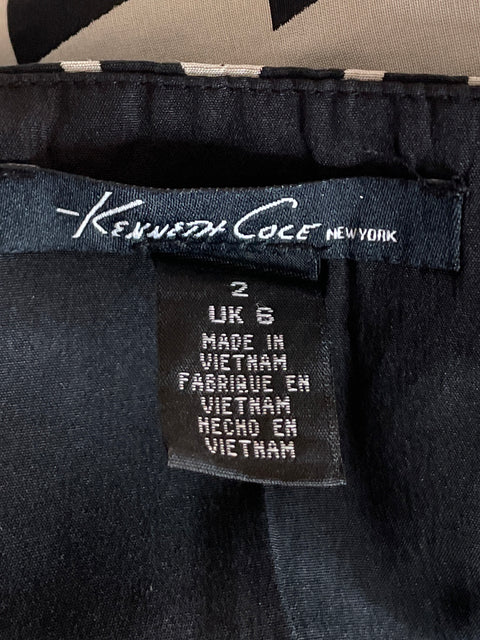 KENNETH COLE NEW YORK
2
UK 6
MADE IN
VIETNAM
FABRIQUE EN
VIETNAM
HECHO EN
VIETNAM